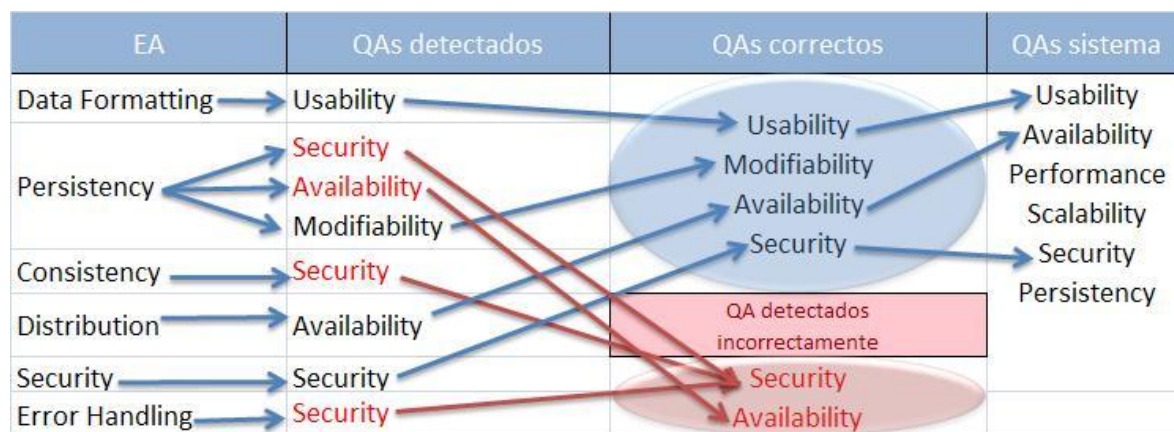 EA QAs detectados QAs correctos QAs sistema
Data Formatting Usability
Persistency Security
Availability
Modifiability
Consistency Security
Distribution Availability
Security Security
Error Handling Security
Usability
Modifiability
Availability
Security
QA detectados
incorrectamente
Security
Availability
Usability
Availability
Performance
Scalability
Security
Persistency